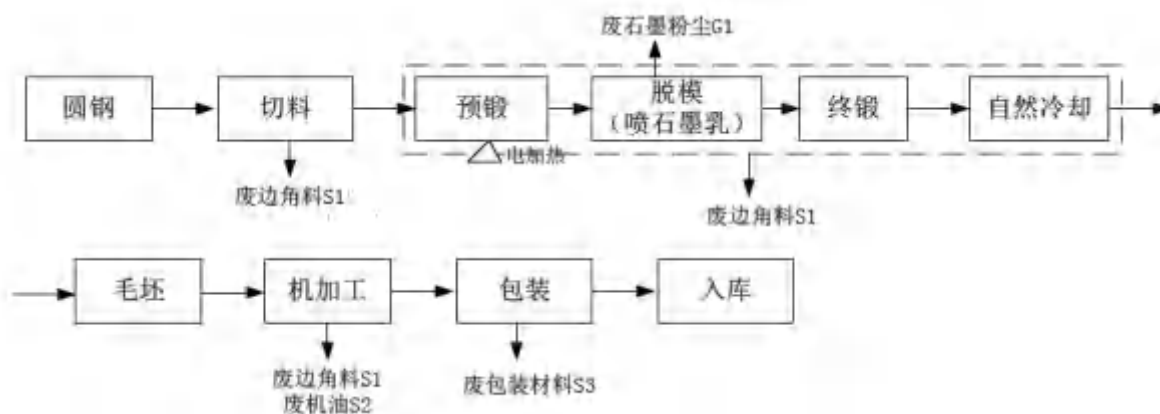 废石墨粉尘G1
圆钢
切料
预锻
脱模
（喷石墨乳）
终锻
自然冷却
电加热
废边角料S1
废边角料S1
毛坯
机加工
包装
入库
废边角料S1
废机油S2
废包装材料S3